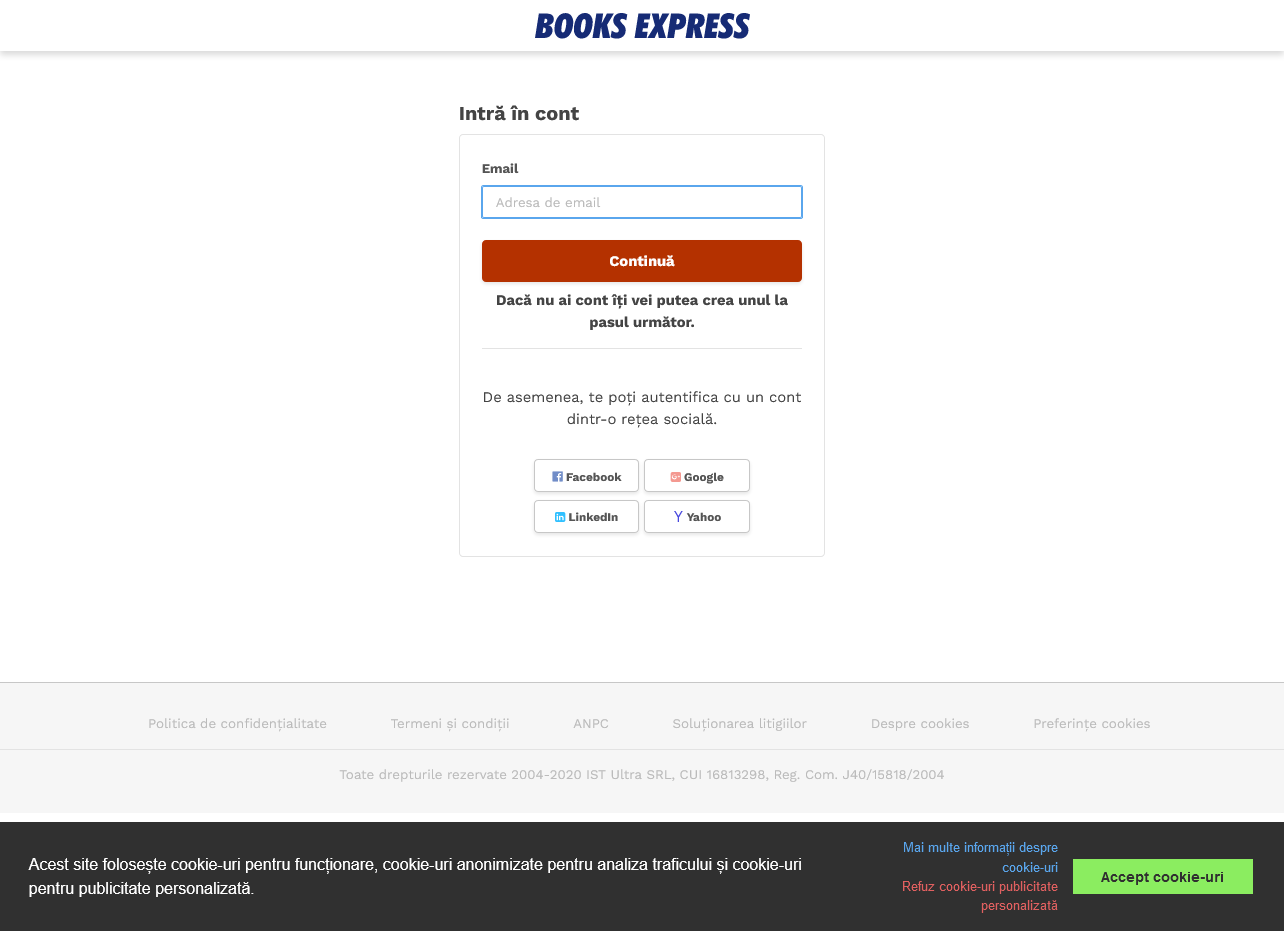 BOOKS EXPRESS
Intră în cont
Email
Adresa de email
Continuă
Dacă nu ai cont îți vei putea crea unul la
pasul următor.
De asemenea, te poți autentifica cu un cont
dintr-o rețea socială.
Facebook
Google
LinkedIn
Yahoo
Politica de confidențialitate
Termeni și condiții
ANPC
Soluționarea litigiilor
Despre cookies
Preferințe cookies
Toate drepturile rezervate 2004-2020 IST Ultra SRL, CUI 16813298, Reg. Com. J40/15818/2004
Acest site folosește cookie-uri pentru funcționare, cookie-uri anonimizate pentru analiza traficului și cookie-uri
pentru publicitate personalizată.
Mai multe informații despre
cookie-uri
Refuz cookie-uri publicitate
personalizată
Accept cookie-uri